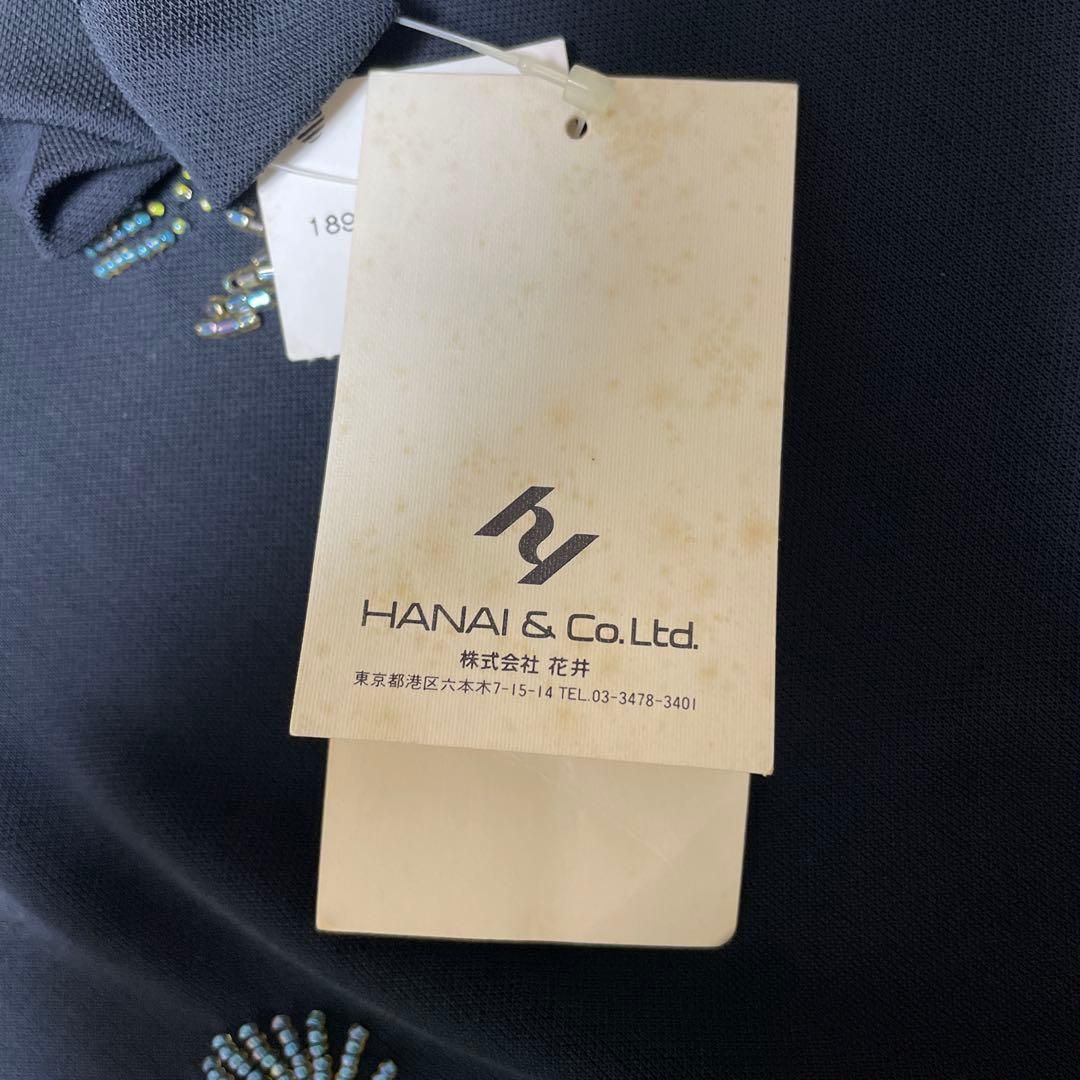 189
hy
HANAI & Co.Ltd.
株式会社 花井
東京都港区六本木7-15-14 TEL.03-3478-3401